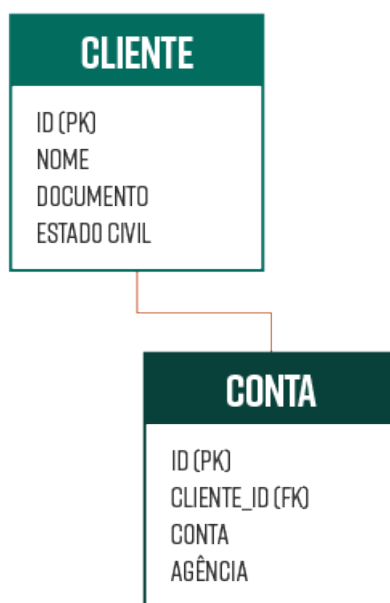 CLIENTE
ID (PK)
NOME
DOCUMENTO
ESTADO CIVIL
CONTA
ID (PK)
CLIENTE_ID (FK)
CONTA
AGÊNCIA